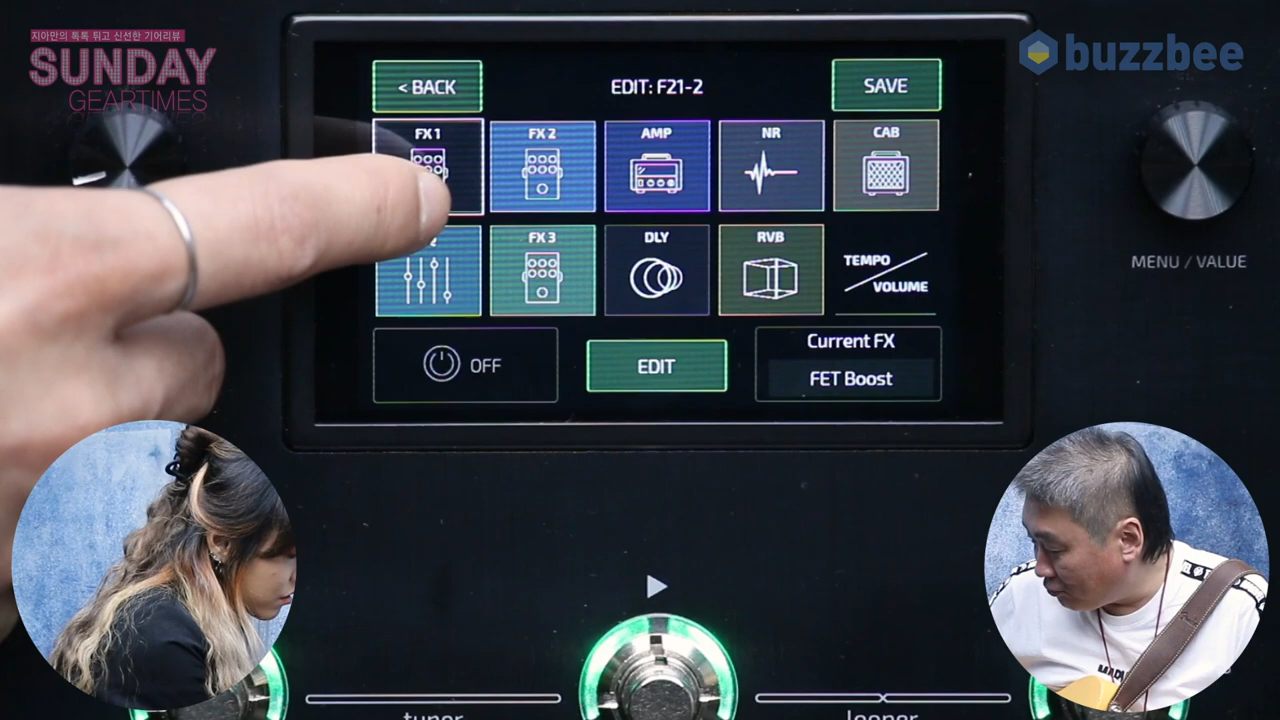 지아만의 톡톡 튀고 신선한 기어리뷰
SUNDAY
GEARTIMES
buzzbee
< BACK
EDIT: F21-2
SAVE
FX 1
FX 2
AMP
NR
CAB
FX 3
DLY
RVB
TEMPO
VOLUME
OFF
EDIT
Current FX
FET Boost
MENU / VALUE
tuner
looper